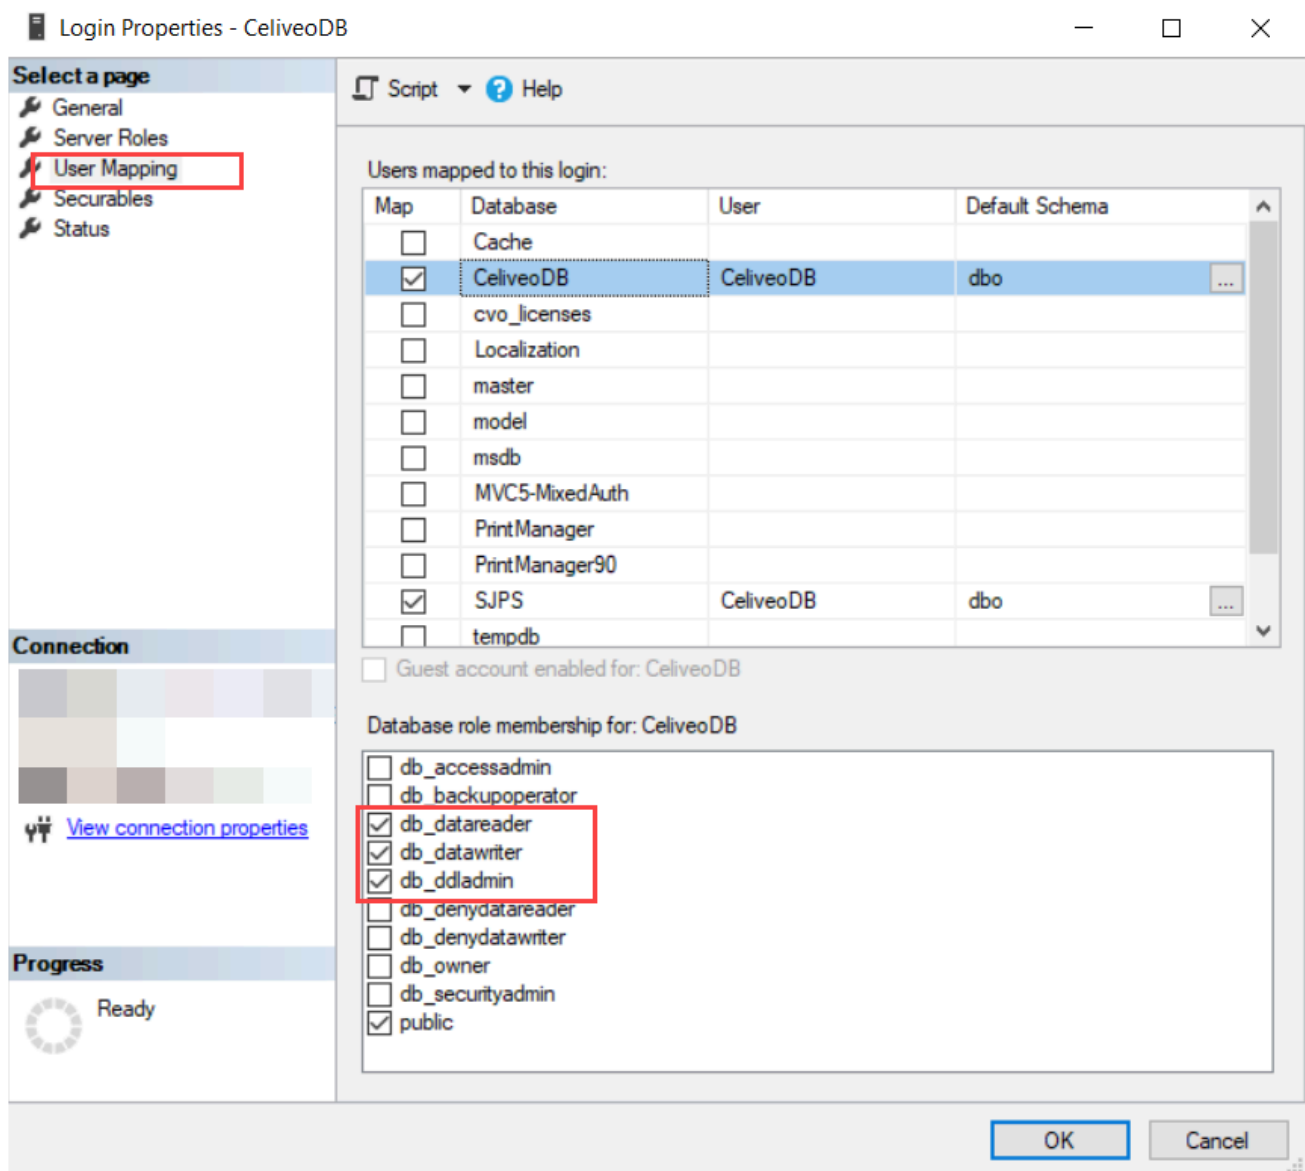 Login Properties - CeliveoDB
Select a page
General
Server Roles
User Mapping
Securables
Status
Script
Help
Users mapped to this login:
Map Database User Default Schema
Cache
CeliveoDB CeliveoDB dbo ...
cvo_licenses
Localization
master
model
msdb
MVC5-MixedAuth
PrintManager
PrintManager90
SJPS CeliveoDB dbo ...
tempdb
Guest account enabled for: CeliveoDB
Database role membership for: CeliveoDB
db_accessadmin
db_backupoperator
db_datareader
db_datawriter
db_ddladmin
db_denydatareader
db_denydatawriter
db_owner
db_securityadmin
public
Connection
View connection properties
Progress
Ready
OK
Cancel